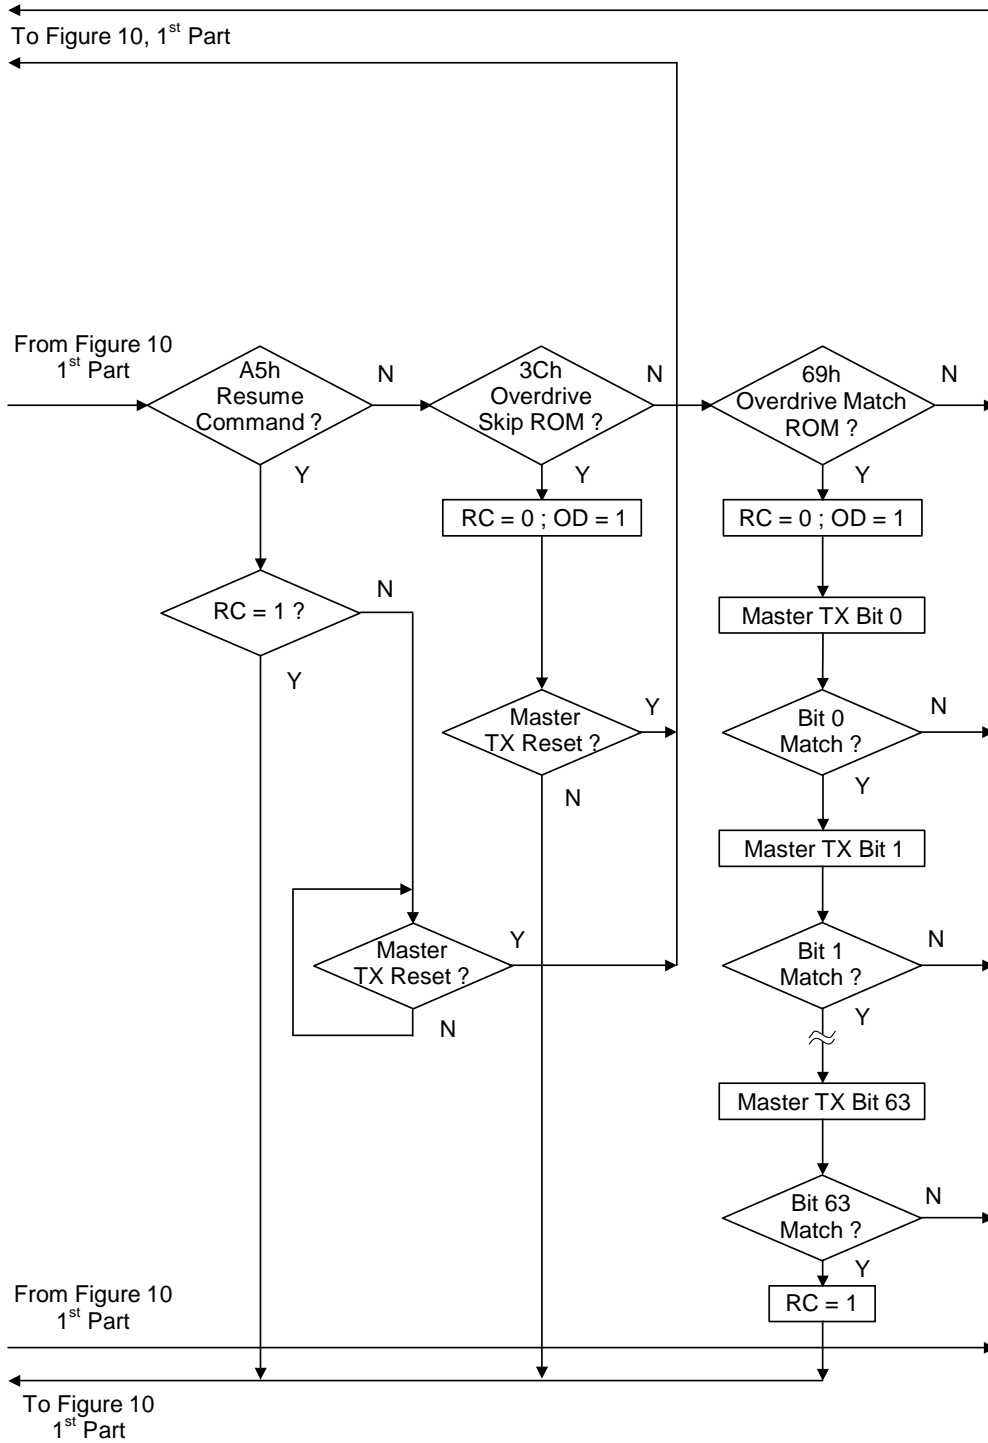 To Figure 10, 1st Part
From Figure 10
1st Part
A5h
Resume
Command ?
N
Y
3Ch
Overdrive
Skip ROM ?
N
Y
69h
Overdrive Match
ROM ?
N
Y
RC = 0 ; OD = 1
RC = 0 ; OD = 1
RC = 1 ?
N
Y
Master TX Bit 0
Master
TX Reset ?
Y
N
Bit 0
Match ?
N
Y
Master TX Bit 1
Master
TX Reset ?
Y
N
Bit 1
Match ?
N
Y
Master TX Bit 63
Bit 63
Match ?
N
Y
RC = 1
From Figure 10
1st Part
To Figure 10
1st Part